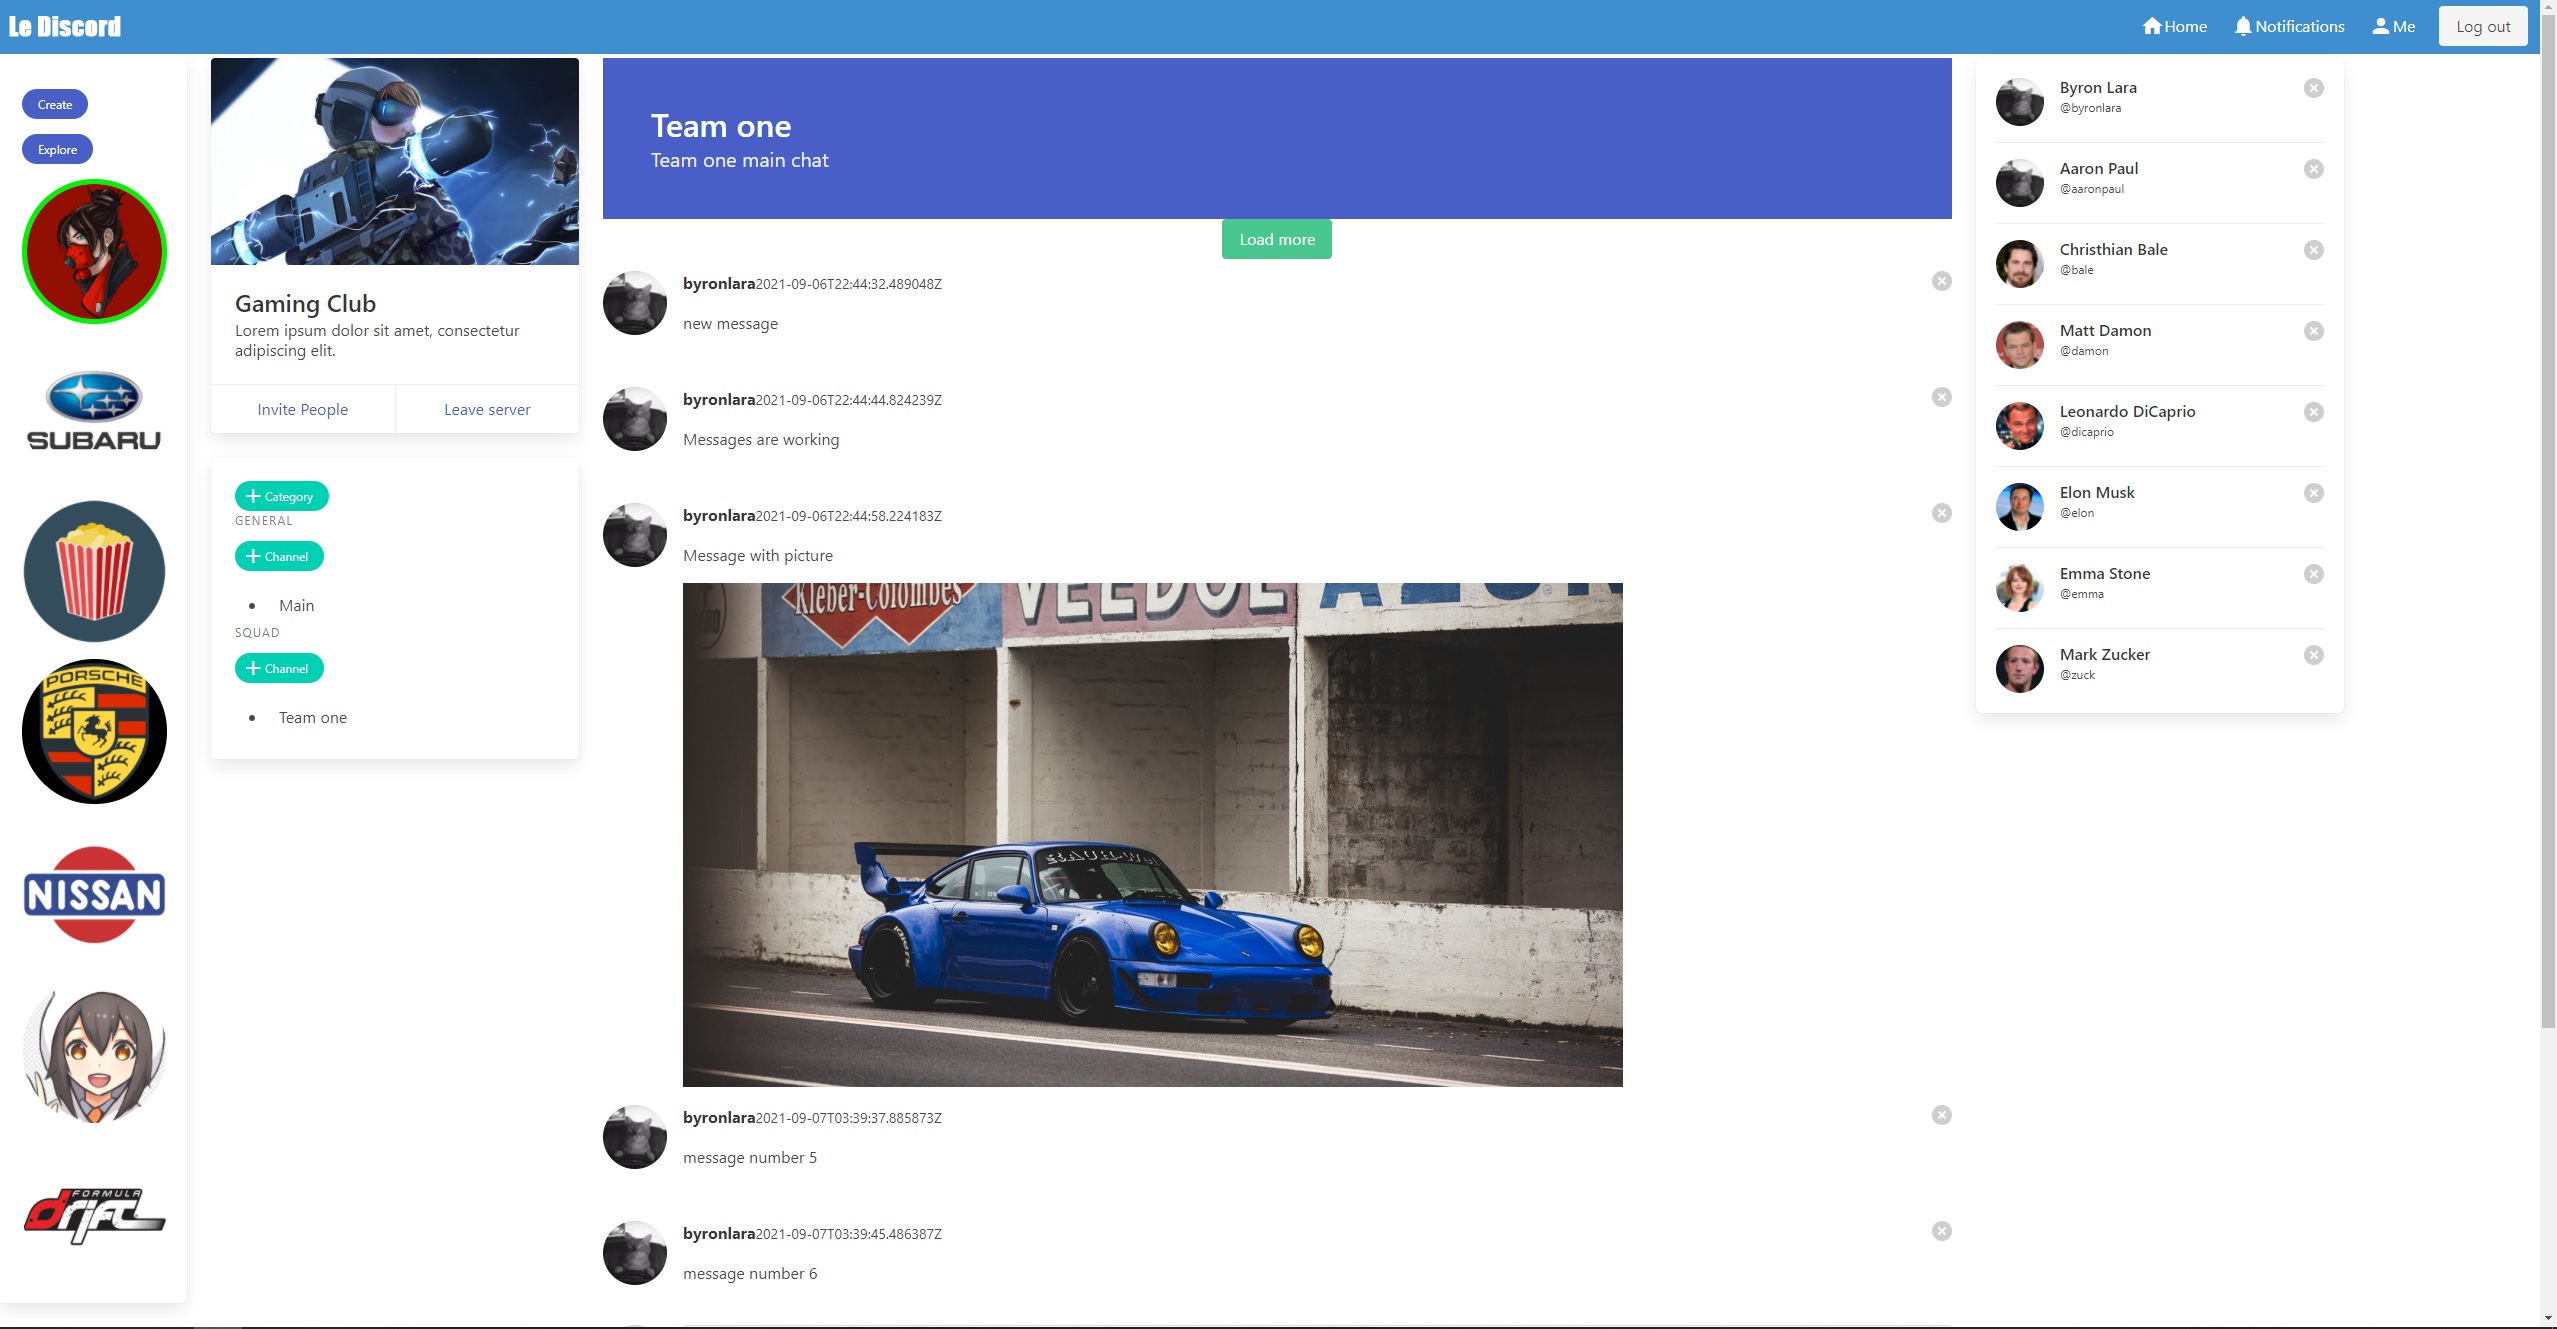 Le Discord
Home
Notifications
Me
Log out
Create
Explore
SUBARU
PORSCHE
NISSAN
FORMULA
drift
Gaming Club
Lorem ipsum dolor sit amet, consectetur
adipiscing elit.
Invite People
Leave server
Category
GENERAL
Channel
Main
SQUAD
Channel
Team one
Team one
Team one main chat
Load more
byronlara2021-09-06T22:44:32.489048Z
new message
byronlara2021-09-06T22:44:44.824239Z
Messages are working
byronlara2021-09-06T22:44:58.224183Z
Message with picture
Kleber-Colombes
VEEDOL
byronlara2021-09-07T03:39:37.885873Z
message number 5
byronlara2021-09-07T03:39:45.486387Z
message number 6
Byron Lara
@byronlara
Aaron Paul
@aaronpaul
Christhian Bale
@bale
Matt Damon
@damon
Leonardo DiCaprio
@dicaprio
Elon Musk
@elon
Emma Stone
@emma
Mark Zucker
@zuck